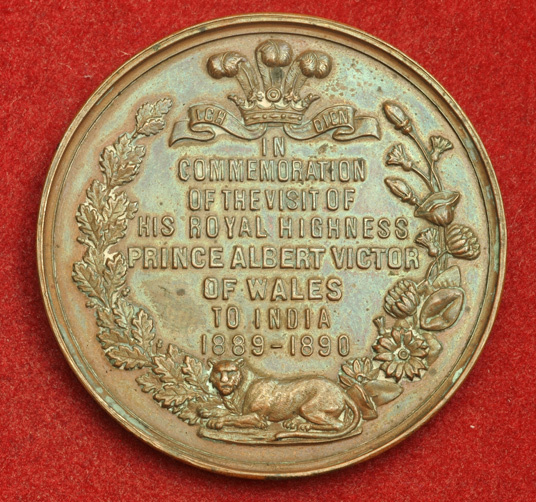 ICH DIEN
IN
COMMEMORATION
OF THE VISIT OF
HIS ROYAL HIGHNESS
PRINCE ALBERT VICTOR
OF WALES
TO INDIA
1889-1890